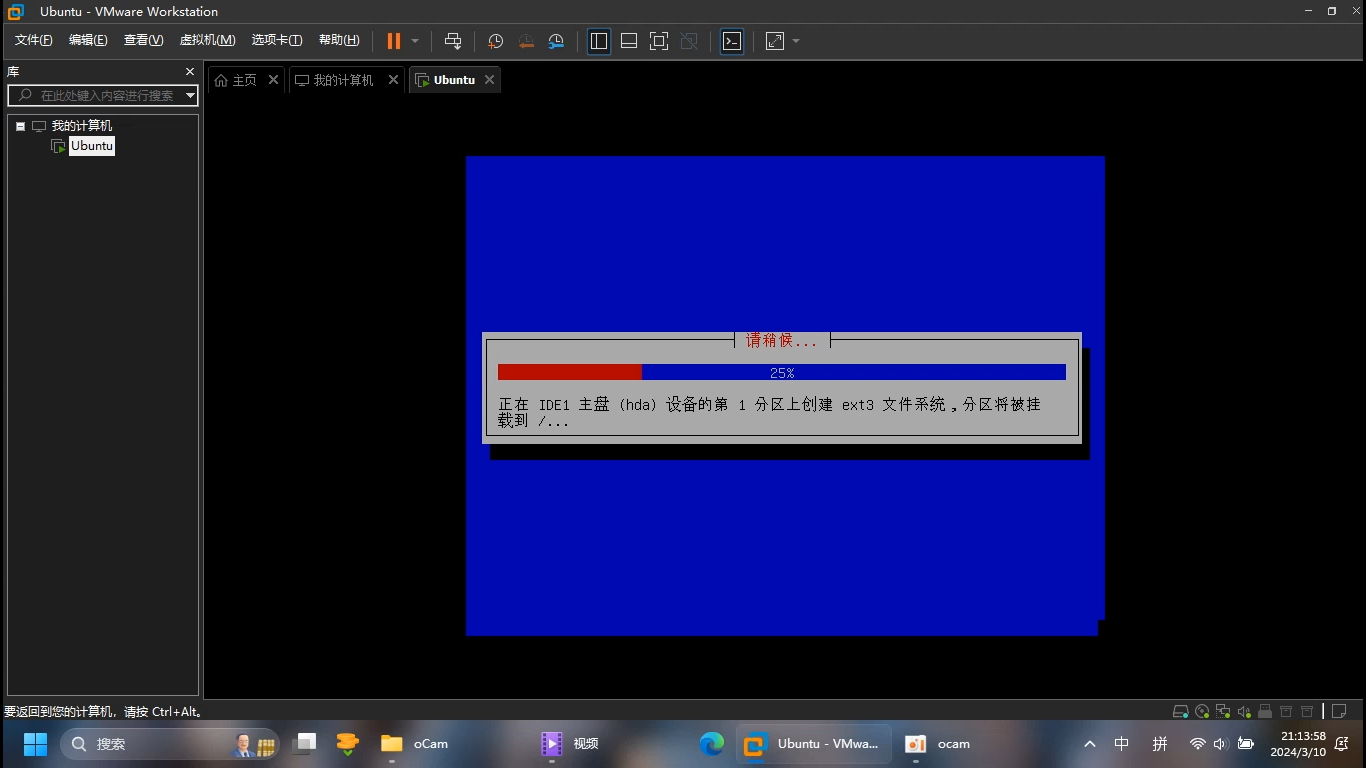 Ubuntu - VMware Workstation
文件(F) 编辑(E) 查看(V) 虚拟机(M) 选项卡(T) 帮助(H)
库
在此处键入内容进行搜索
我的计算机
Ubuntu
主页 我的计算机 Ubuntu
请稍候...
25%
正在 IDE1 主盘 (hda) 设备的第 1 分区上创建 ext3 文件系统，分区将被挂
载到 /...
要返回到您的计算机，请按 Ctrl+Alt。
搜索 oCam 视频 Ubuntu - VMwa... ocam 中 拼
21:13:58
2024/3/10